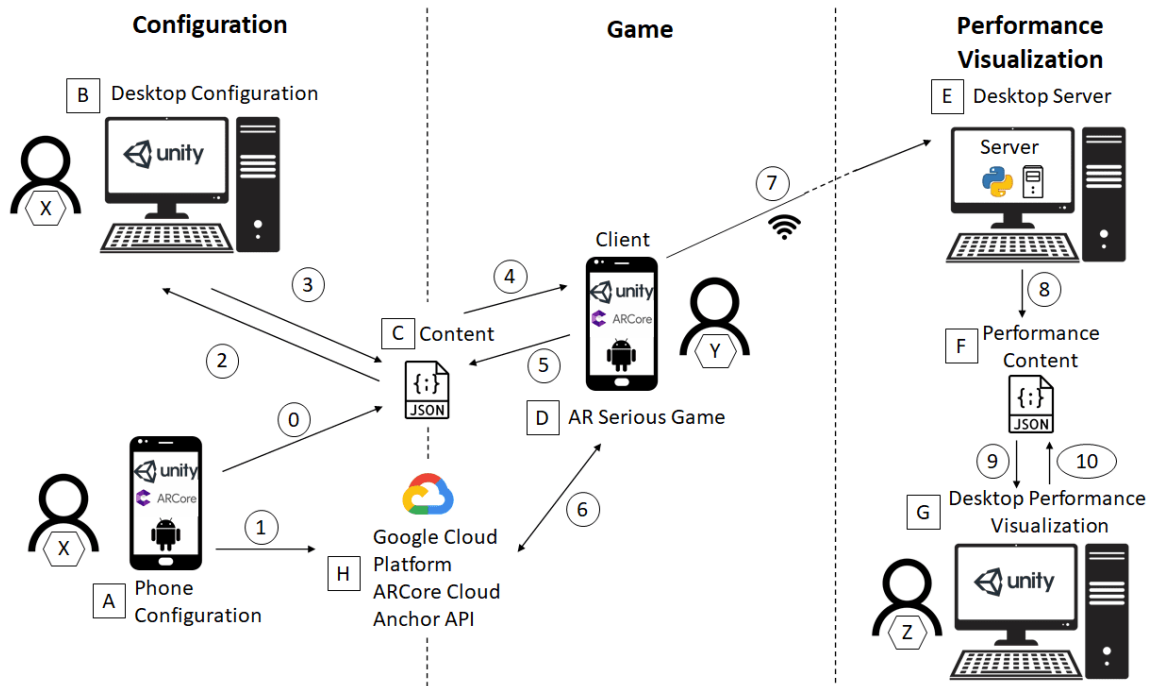 Configuration
Game
Performance
Visualization
B Desktop Configuration
unity
X
E Desktop Server
Server
7
Client
unity
ARCore
Y
3
4
C Content
{;}
JSON
2
5
8
F Performance
Content
{;}
JSON
D AR Serious Game
0
9
10
unity
ARCore
X
1
6
G Desktop Performance
Visualization
unity
Z
H Google Cloud
Platform
ARCore Cloud
Anchor API
A Phone
Configuration